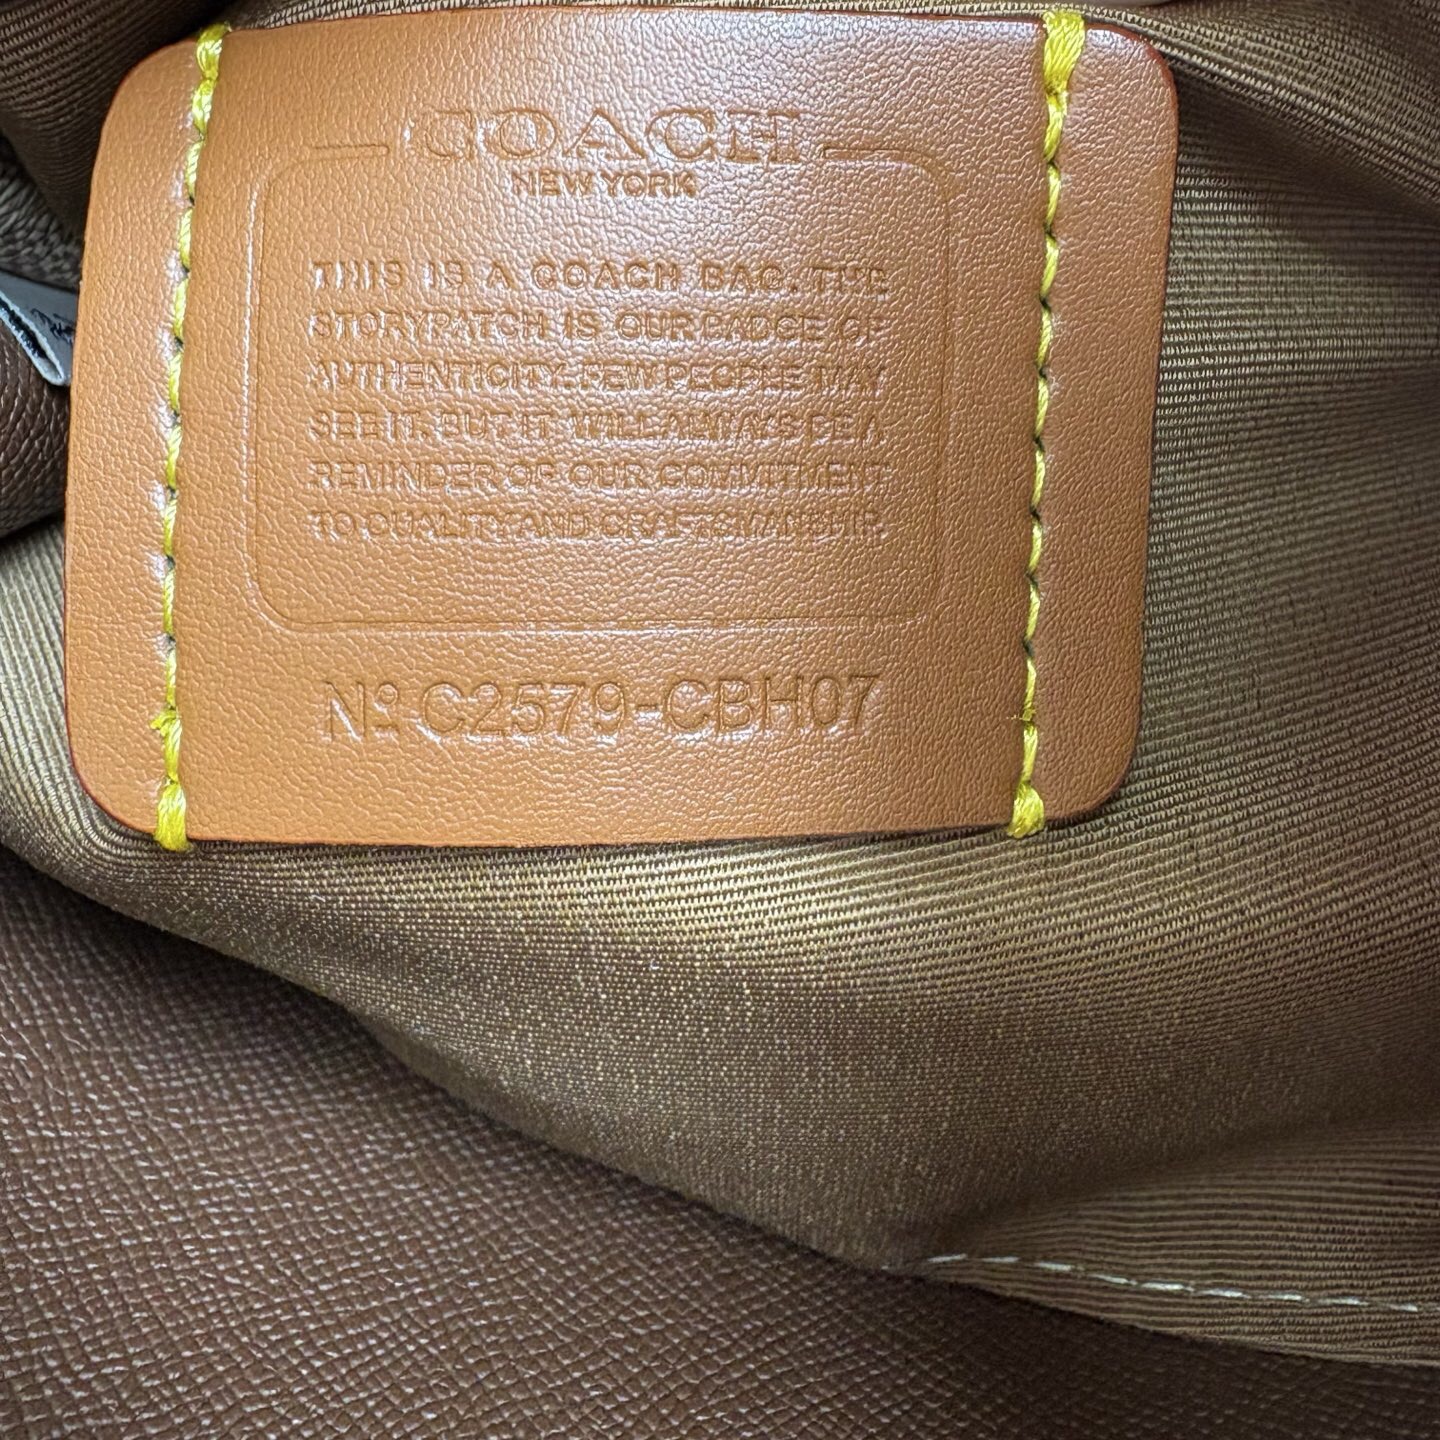 COACH
NEW YORK
THIS IS A COACH BAG. THE
STORYPATCH IS OUR BADGE OF
AUTHENTICITY. FEW PEOPLE MAY
SEE IT. BUT IT WILL ALWAYS BE A
REMINDER OF OUR COMMITMENT
TO QUALITY AND CRAFTSMANSHIP.
Nº C2579-CBH07